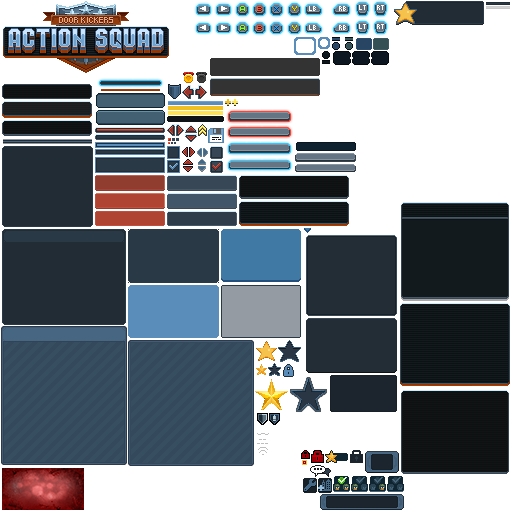 DOOR KICKERS
ACTION SQUAD
A B X Y LB RB LT RT
A B X Y LB RB LT RT